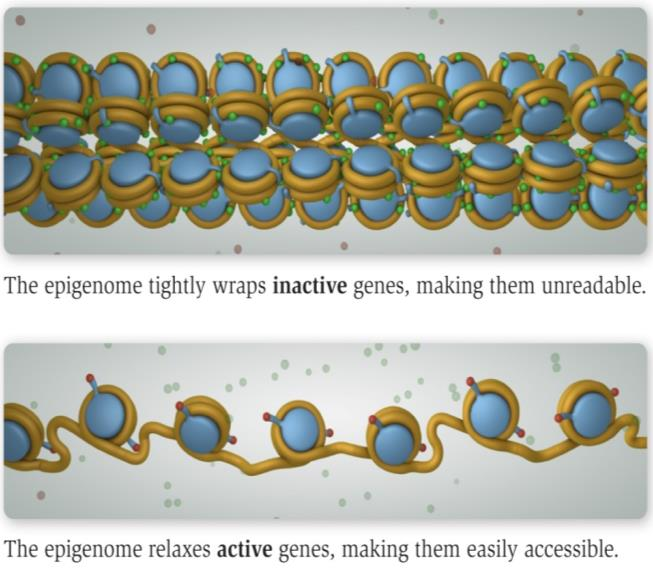 The epigenome tightly wraps inactive genes, making them unreadable.
The epigenome relaxes active genes, making them easily accessible.